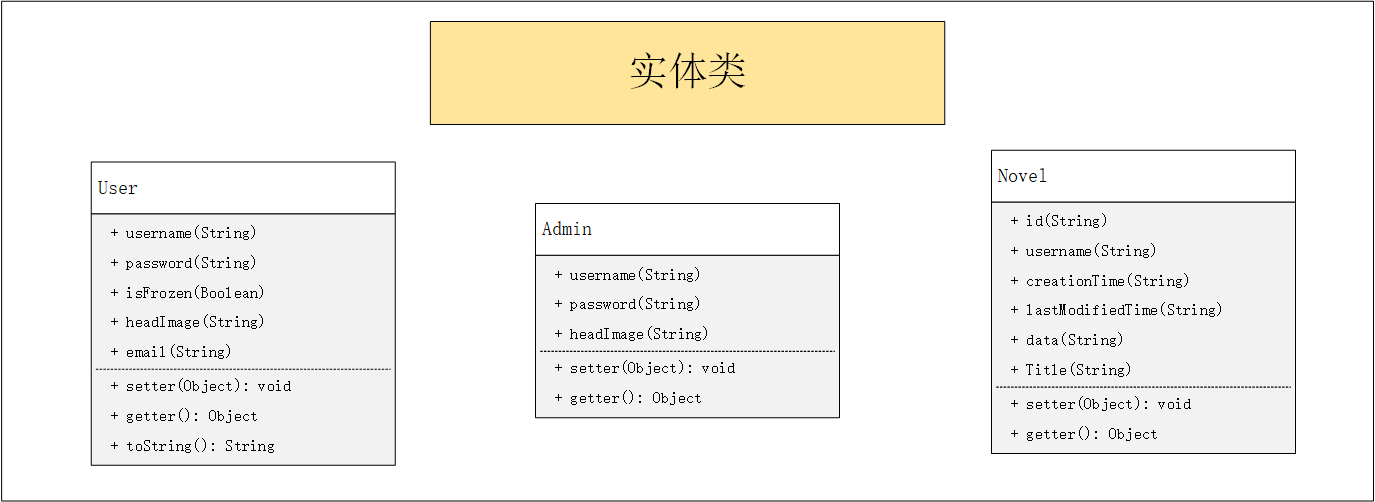 实体类
User
+ username(String)
+ password(String)
+ isFrozen(Boolean)
+ headImage(String)
+ email(String)
+ setter(Object): void
+ getter(): Object
+ toString(): String
Admin
+ username(String)
+ password(String)
+ headImage(String)
+ setter(Object): void
+ getter(): Object
Novel
+ id(String)
+ username(String)
+ creationTime(String)
+ lastModifiedTime(String)
+ data(String)
+ Title(String)
+ setter(Object): void
+ getter(): Object